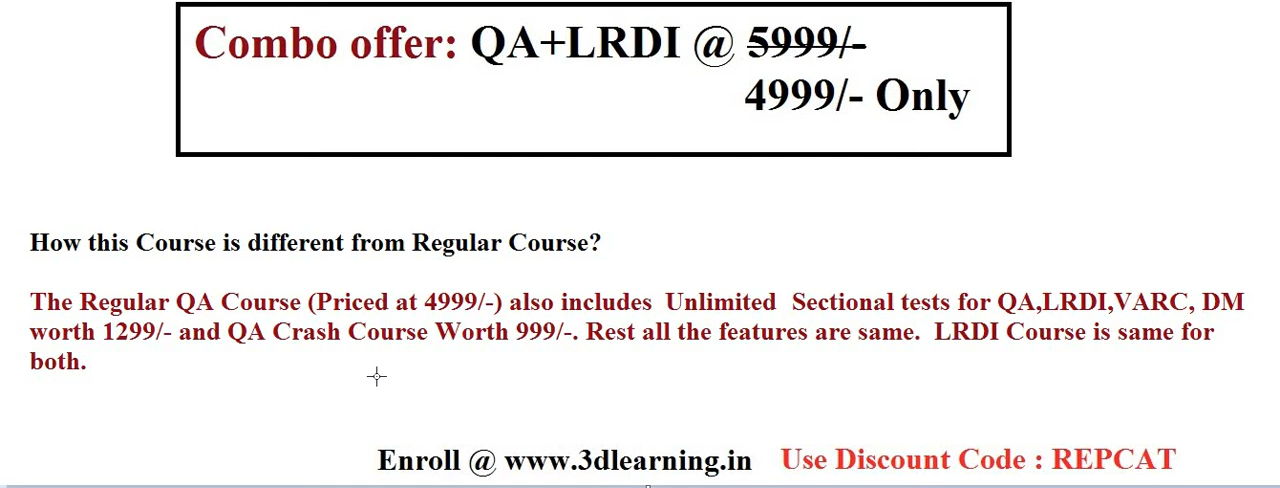 Combo offer: QA+LRDI @ 5999/-
4999/- Only
How this Course is different from Regular Course?
The Regular QA Course (Priced at 4999/-) also includes Unlimited Sectional tests for QA,LRDI,VARC, DM
worth 1299/- and QA Crash Course Worth 999/-. Rest all the features are same. LRDI Course is same for
both.
Enroll @ www.3dlearning.in Use Discount Code : REPCAT